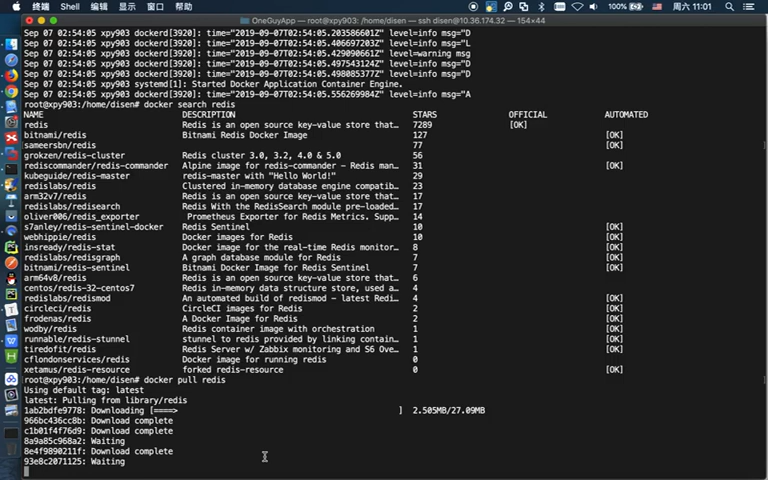 终端 Shell 编辑 显示 窗口 帮助 100% 周六 11:01
OneGuyApp — root@xpy903: /home/disen — ssh disen@10.36.174.32 — 154×44
Sep 07 02:54:05 xpy903 dockerd[3920]: time="2019-09-07T02:54:05.203586601Z" level=info msg="D
Sep 07 02:54:05 xpy903 dockerd[3920]: time="2019-09-07T02:54:05.406697203Z" level=info msg="L
Sep 07 02:54:05 xpy903 dockerd[3920]: time="2019-09-07T02:54:05.429090661Z" level=warning msg
Sep 07 02:54:05 xpy903 dockerd[3920]: time="2019-09-07T02:54:05.497543124Z" level=info msg="D
Sep 07 02:54:05 xpy903 dockerd[3920]: time="2019-09-07T02:54:05.498085377Z" level=info msg="D
Sep 07 02:54:05 xpy903 systemd[1]: Started Docker Application Container Engine.
Sep 07 02:54:05 xpy903 dockerd[3920]: time="2019-09-07T02:54:05.556269984Z" level=info msg="A
root@xpy903:/home/disen# docker search redis
NAME DESCRIPTION STARS OFFICIAL AUTOMATED
redis Redis is an open source key-value store that… 7289 [OK]
bitnami/redis Bitnami Redis Docker Image 127 [OK]
sameersbn/redis 77 [OK]
grokzen/redis-cluster Redis cluster 3.0, 3.2, 4.0 & 5.0 56
rediscommander/redis-commander Alpine image for redis-commander - Redis man… 31 [OK]
kubeguide/redis-master redis-master with "Hello World!" 29
redislabs/redis Clustered in-memory database engine compatib… 23
arm32v7/redis Redis is an open source key-value store that… 17
redislabs/redisearch Redis With the RedisSearch module pre-loaded… 17
oliver006/redis_exporter Prometheus Exporter for Redis Metrics. Supp… 14
s7anley/redis-sentinel-docker Redis Sentinel 10 [OK]
webhippie/redis Docker images for Redis 10 [OK]
insready/redis-stat Docker image for the real-time Redis monitor… 8 [OK]
redislabs/redisgraph A graph database module for Redis 7 [OK]
bitnami/redis-sentinel Bitnami Docker Image for Redis Sentinel 7 [OK]
arm64v8/redis Redis is an open source key-value store that… 6
centos/redis-32-centos7 Redis in-memory data structure store, used a… 4
redislabs/redismod An automated build of redismod - latest Redi… 4 [OK]
circleci/redis CircleCI images for Redis 2 [OK]
frodenas/redis A Docker Image for Redis 2 [OK]
wodby/redis Redis container image with orchestration 1 [OK]
runnable/redis-stunnel stunnel to redis provided by linking contain… 1 [OK]
tiredofit/redis Redis Server w/ Zabbix monitoring and S6 Ove… 1 [OK]
cflondonservices/redis Docker image for running redis 0
xetamus/redis-resource forked redis-resource 0 [OK]
root@xpy903:/home/disen# docker pull redis
Using default tag: latest
latest: Pulling from library/redis
1ab2bdfe9778: Downloading [====> ] 2.505MB/27.09MB
966bc436cc8b: Download complete
c1b01f4f76d9: Download complete
8a9a85c968a2: Waiting
8e4f9890211f: Download complete
93e8c2071125: Waiting